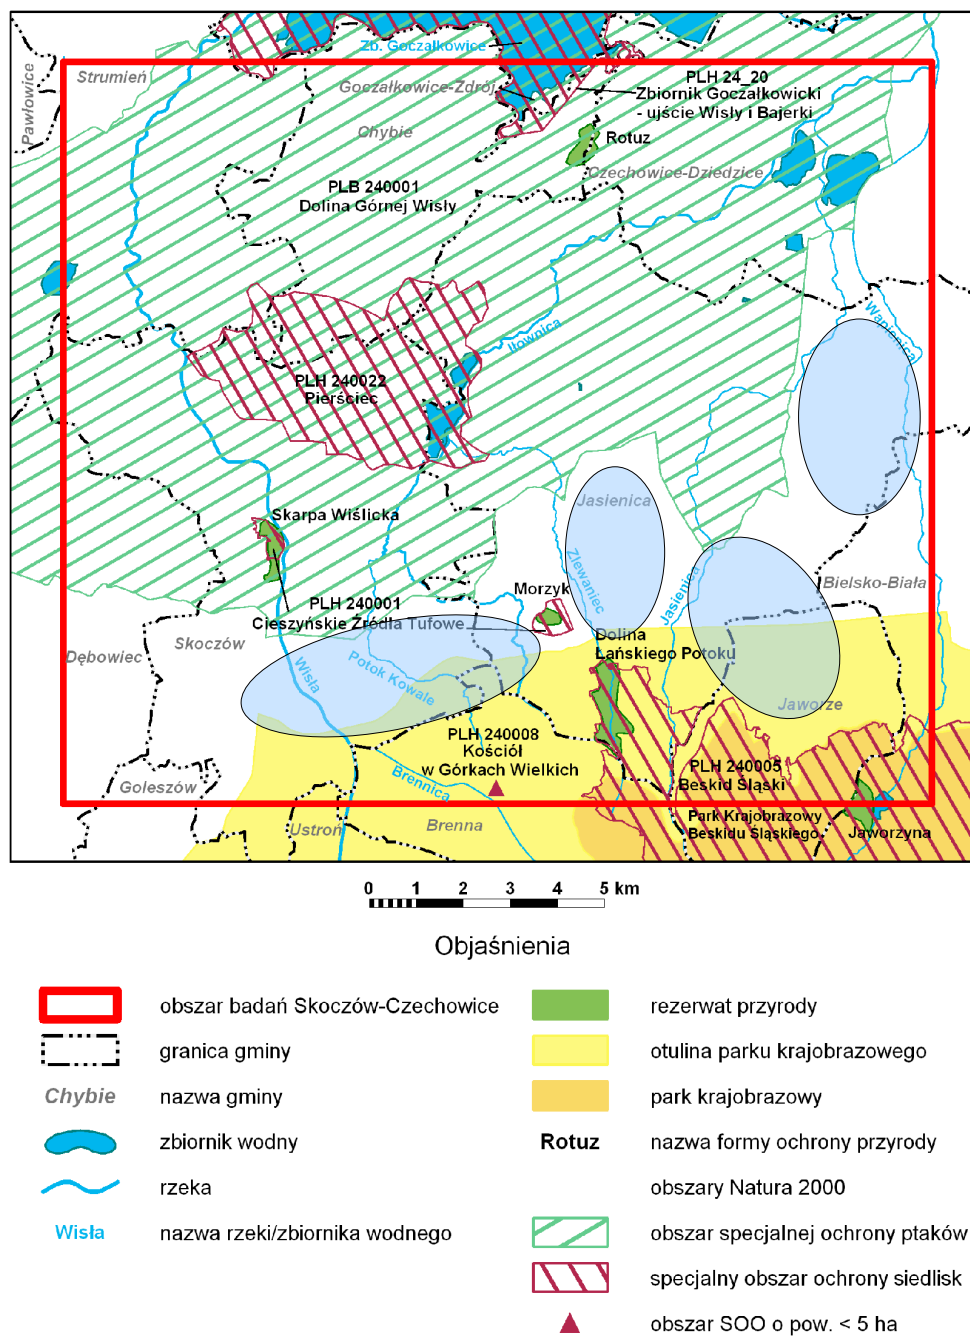 Zb. Goczałkowice
Strumień
Pawłowice
Goczałkowice-Zdrój
PLH 24_20
Zbiornik Goczałkowicki
- ujście Wisły i Bajerki
Chybie
Rotuz
Czechowice-Dziedzice
PLB 240001
Dolina Górnej Wisły
Wapienica
Iłownica
PLH 240022
Pierściec
Jasienica
Skarpa Wiślicka
Zlewaniec
Jasienica
Bielsko-Biała
Morzyk
PLH 240001
Cieszyńskie Źródła Tufowe
Skoczów
Dębowiec
Dolina
Łańskiego Potoku
Wisła
Potok Kowale
Jaworze
PLH 240008
Kościół
w Górkach Wielkich
PLH 240005
Beskid Śląski
Goleszów
Brennica
Ustroń
Brenna
Park Krajobrazowy
Beskidu Śląskiego
Jaworzyna
0 1 2 3 4 5 km
Objaśnienia
obszar badań Skoczów-Czechowice
granica gminy
Chybie nazwa gminy
zbiornik wodny
rzeka
Wisła nazwa rzeki/zbiornika wodnego
rezerwat przyrody
otulina parku krajobrazowego
park krajobrazowy
Rotuz nazwa formy ochrony przyrody
obszary Natura 2000
obszar specjalnej ochrony ptaków
specjalny obszar ochrony siedlisk
obszar SOO o pow. < 5 ha